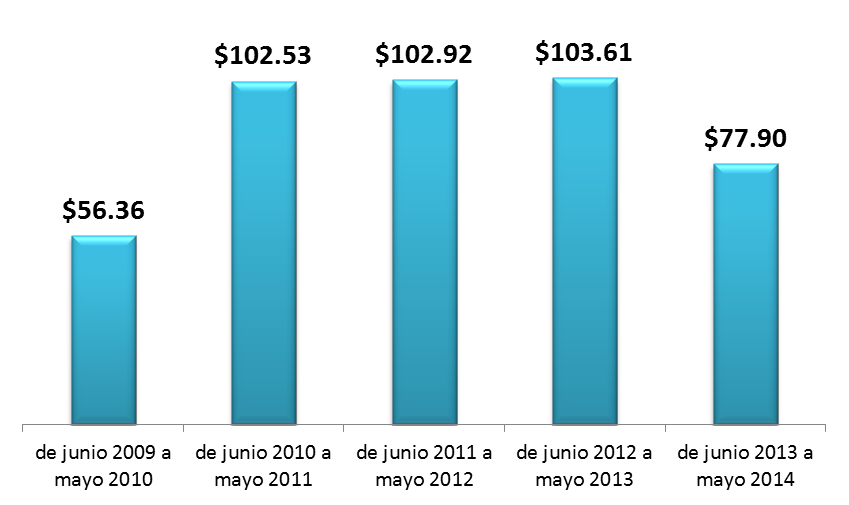 $56.36
$102.53
$102.92
$103.61
$77.90
de junio 2009 a
mayo 2010
de junio 2010 a
mayo 2011
de junio 2011 a
mayo 2012
de junio 2012 a
mayo 2013
de junio 2013 a
mayo 2014